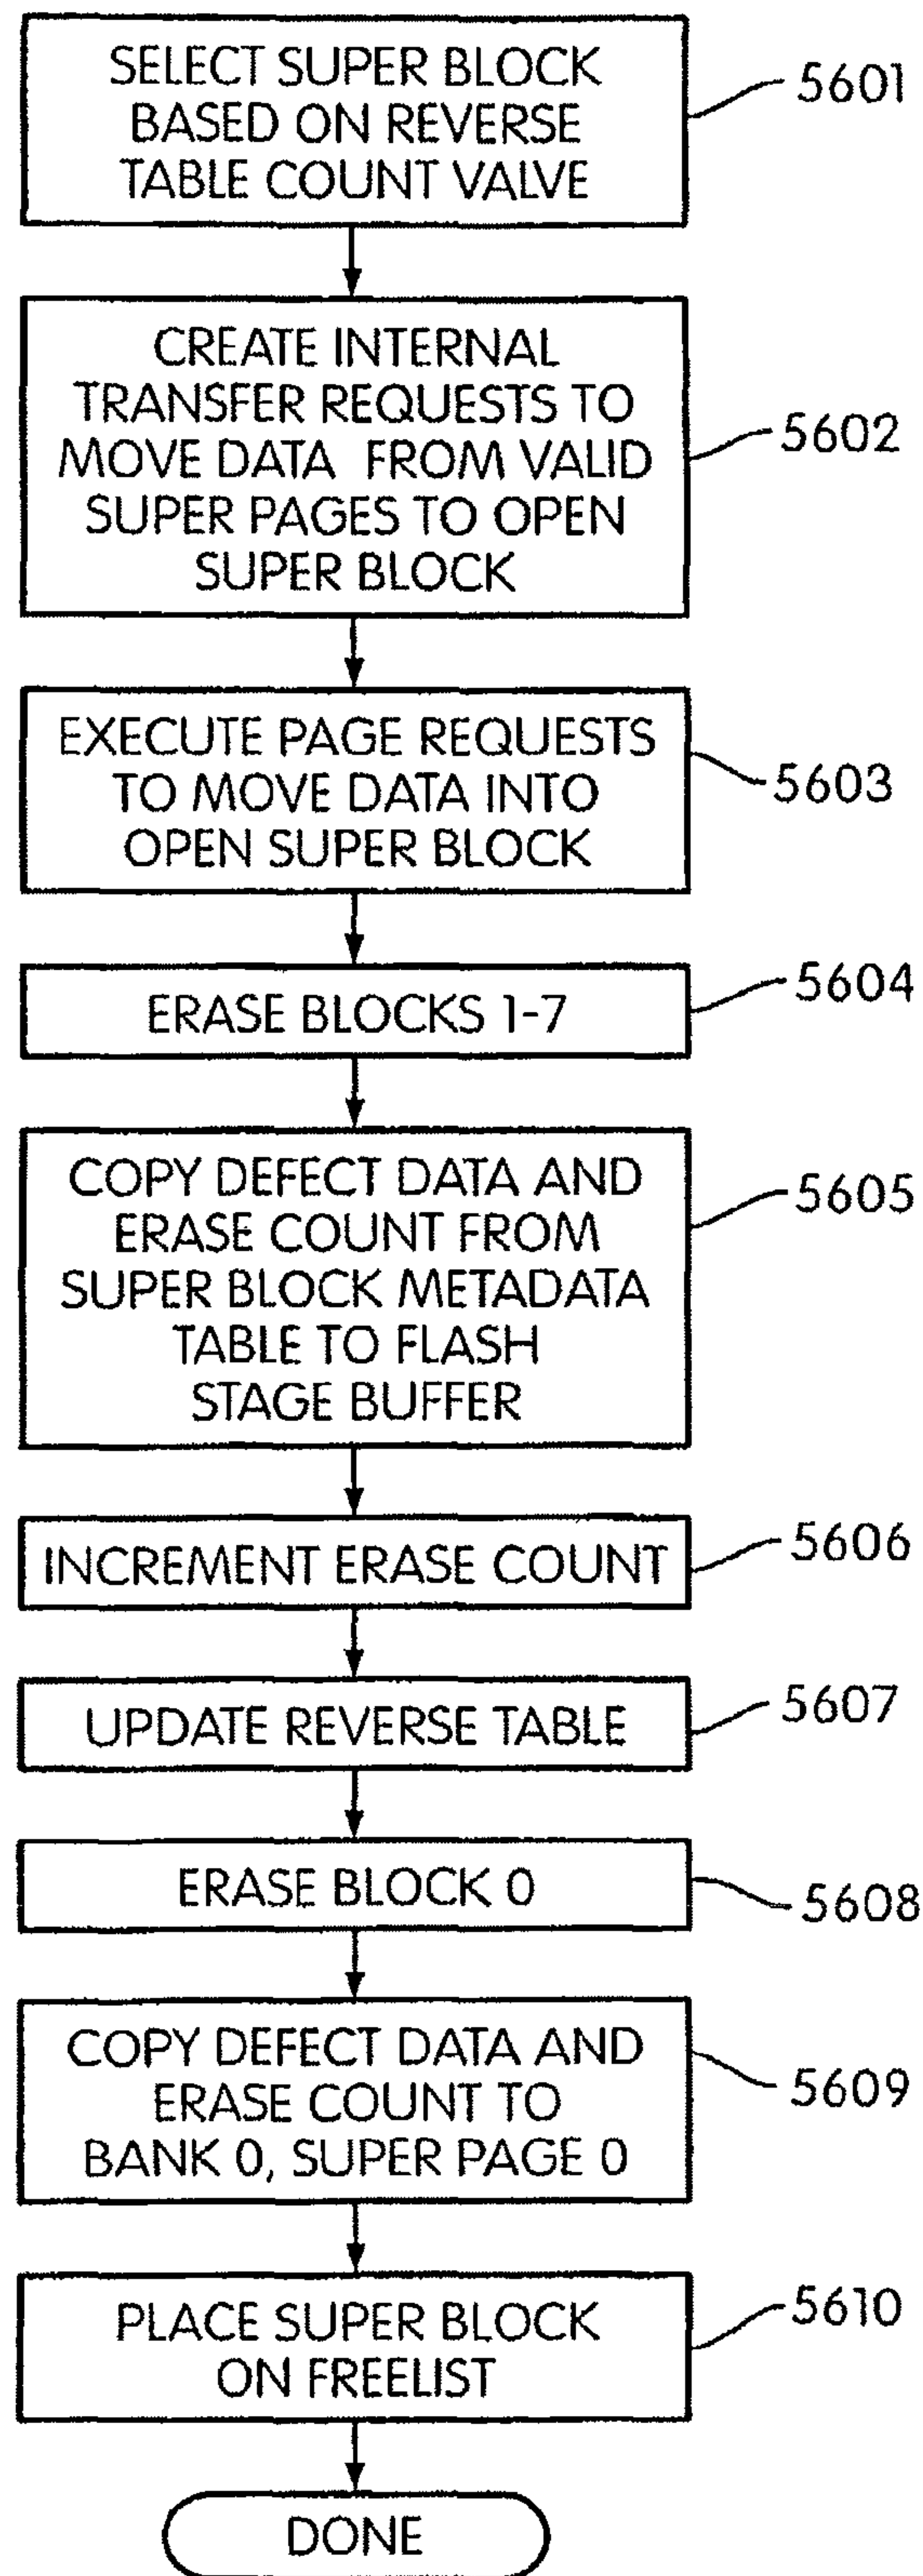 SELECT SUPER BLOCK
BASED ON REVERSE
TABLE COUNT VALVE
5601
CREATE INTERNAL
TRANSFER REQUESTS TO
MOVE DATA FROM VALID
SUPER PAGES TO OPEN
SUPER BLOCK
5602
EXECUTE PAGE REQUESTS
TO MOVE DATA INTO
OPEN SUPER BLOCK
5603
ERASE BLOCKS 1-7
5604
COPY DEFECT DATA AND
ERASE COUNT FROM
SUPER BLOCK METADATA
TABLE TO FLASH
STAGE BUFFER
5605
INCREMENT ERASE COUNT
5606
UPDATE REVERSE TABLE
5607
ERASE BLOCK 0
5608
COPY DEFECT DATA AND
ERASE COUNT TO
BANK 0, SUPER PAGE 0
5609
PLACE SUPER BLOCK
ON FREELIST
5610
DONE